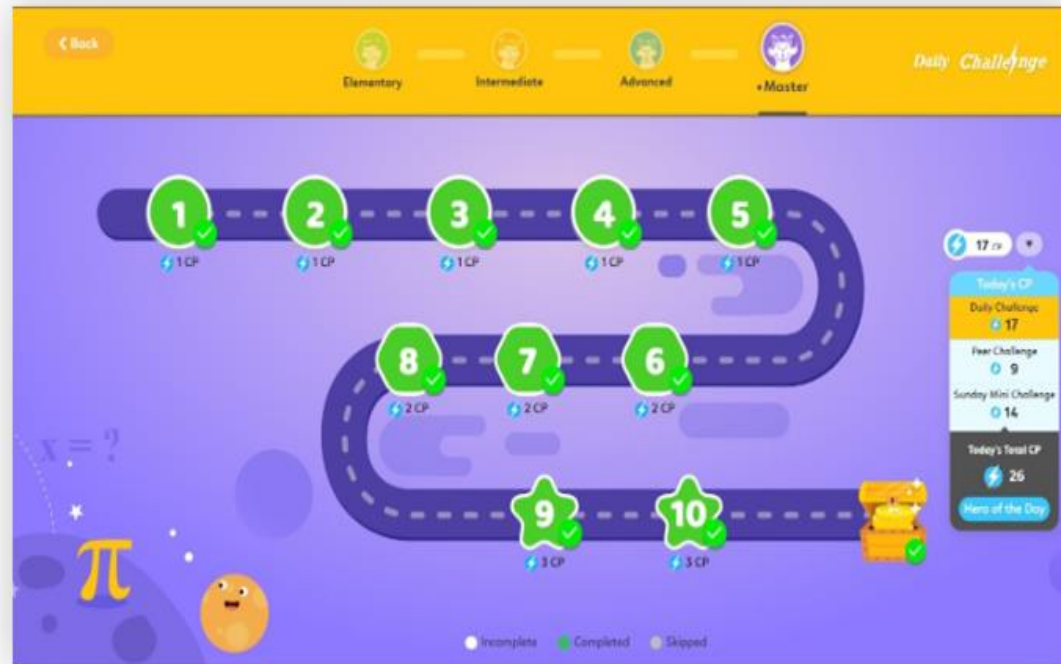 < Back
Elementary
Intermediate
Advanced
•Master
Daily Challenge
1
2
3
4
5
1 CP
1 CP
1 CP
1 CP
1 CP
17 CP
Today's CP
Daily Challenge
17
Peer Challenge
9
Sunday Mini Challenge
14
Today's Total CP
26
Hero of the Day
8
7
6
2 CP
2 CP
2 CP
x = ?
9
10
3 CP
3 CP
π
Incomplete
Completed
Skipped